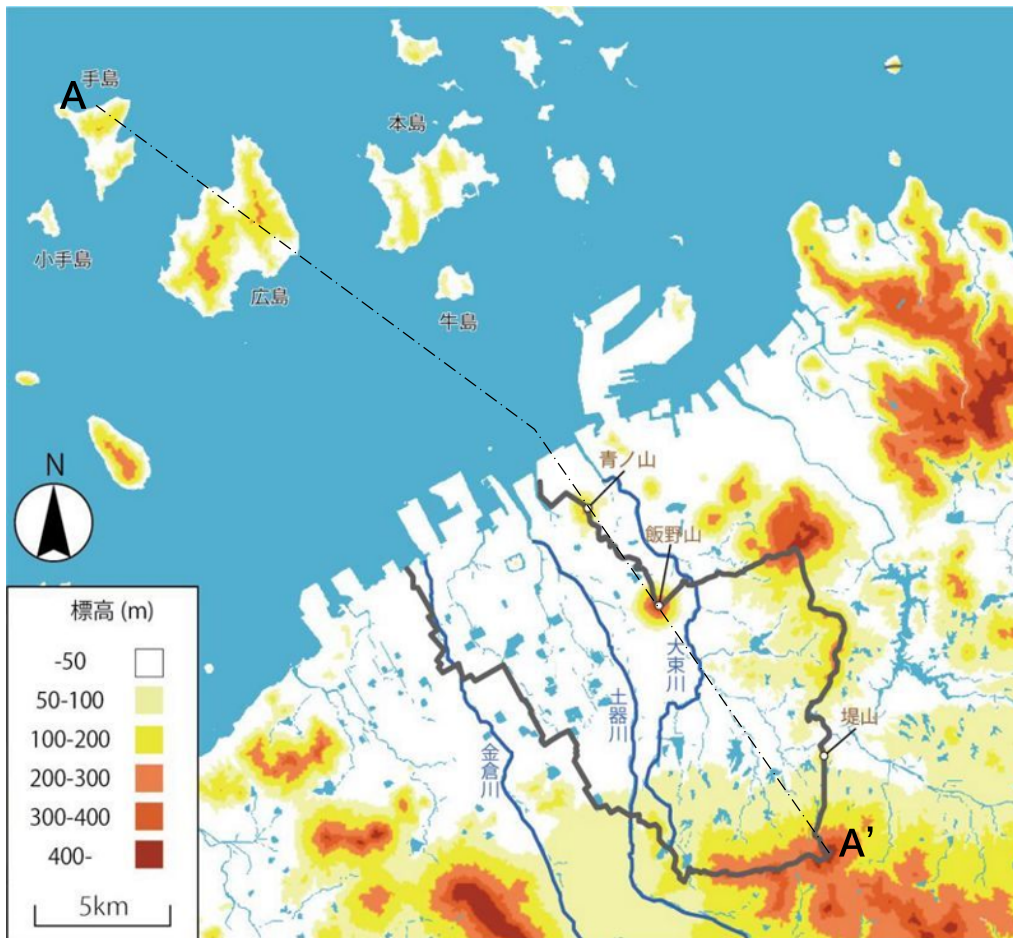 A
手島
本島
小手島
広島
牛島
N
青ノ山
飯野山
大束川
土器川
金倉川
堤山
A’
標高 (m)
-50
50-100
100-200
200-300
300-400
400-
5km